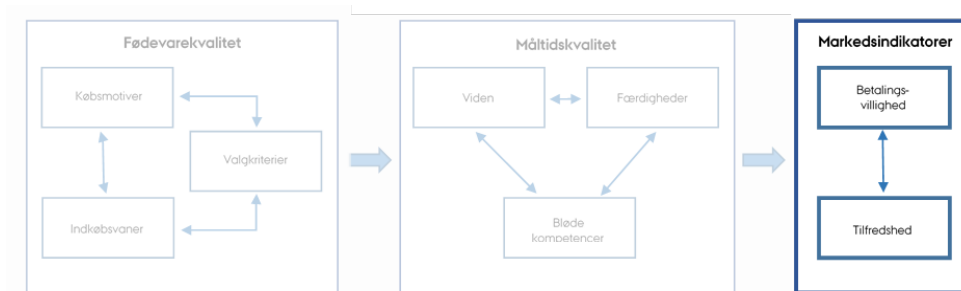 Fødevarekvalitet
Købsmotiver
Valgkriterier
Indkøbsvaner
Måltidskvalitet
Viden
Færdigheder
Bløde
kompetencer
Markedsindikatorer
Betalings-
villighed
Tilfredshed